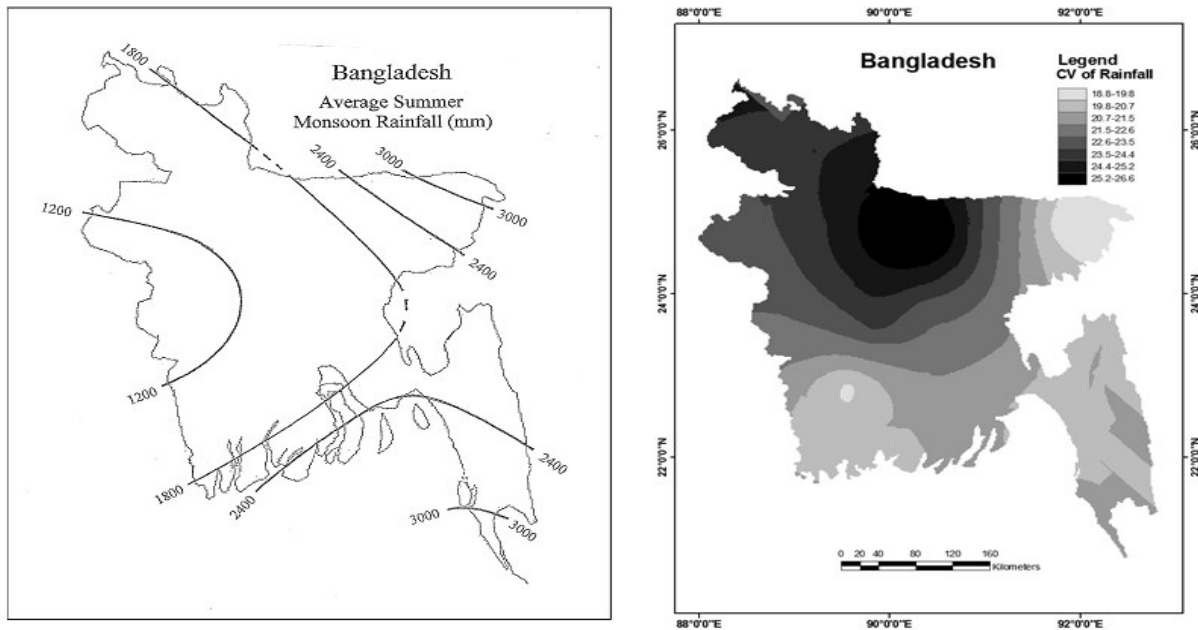 Bangladesh
Average Summer
Monsoon Rainfall (mm)
1800
2400
3000
1200
3000
2400
1200
1800
2400
2400
3000
3000
88°0'0"E
90°0'0"E
92°0'0"E
Bangladesh
Legend
CV of Rainfall
18.8-19.8
19.8-20.7
20.7-21.5
21.5-22.6
22.6-23.5
23.5-24.4
24.4-25.2
25.2-26.6
26°0'0"N
26°0'0"N
24°0'0"N
24°0'0"N
22°0'0"N
22°0'0"N
0 20 40 80 120 160
Kilometers
88°0'0"E
90°0'0"E
92°0'0"E